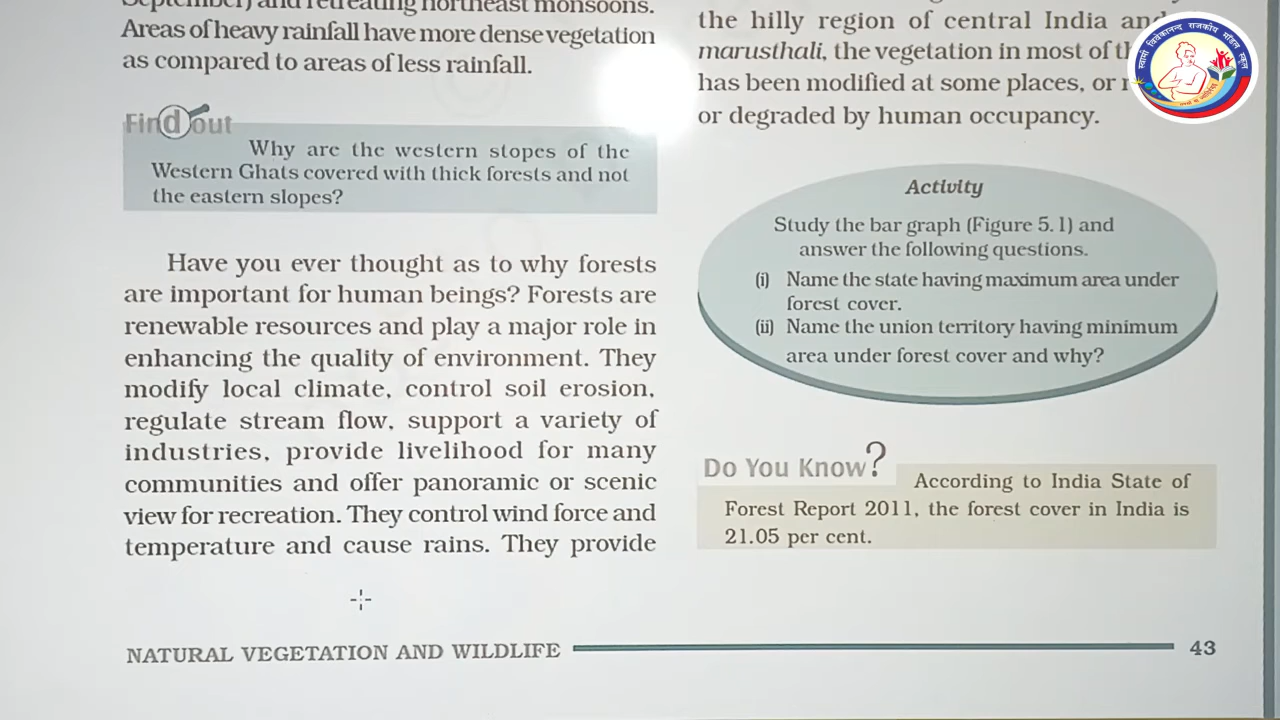 and retreating northeast monsoons.
Areas of heavy rainfall have more dense vegetation
as compared to areas of less rainfall.
Find out
Why are the western stopes of the
Western Ghats covered with thick forests and not
the eastern slopes?
Have you ever thought as to why forests
are important for human beings? Forests are
renewable resources and play a major role in
enhancing the quality of environment. They
modify local climate, control soil erosion,
regulate stream flow, support a variety of
industries, provide livelihood for many
communities and offer panoramic or scenic
view for recreation. They control wind force and
temperature and cause rains. They provide
the hilly region of central India and
marusthali, the vegetation in most of
has been modified at some places, or
or degraded by human occupancy.
Activity
Study the bar graph (Figure 5.1) and
answer the following questions.
(i) Name the state having maximum area under
forest cover.
(ii) Name the union territory having minimum
area under forest cover and why?
Do You Know?
According to India State of
Forest Report 2011, the forest cover in India is
21.05 per cent.
NATURAL VEGETATION AND WILDLIFE 43
स्वामी विवेकानन्द राजकीय मॉडल स्कूल